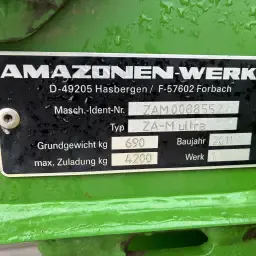 AMAZONEN-WERK
D-49205 Hasbergen/ F-57602 Forbach
Masch.-Ident-Nr.
Typ ZA-M ultra
Grundgewicht kg 690 Baujahr
max. Zuladung kg 4200 Werk